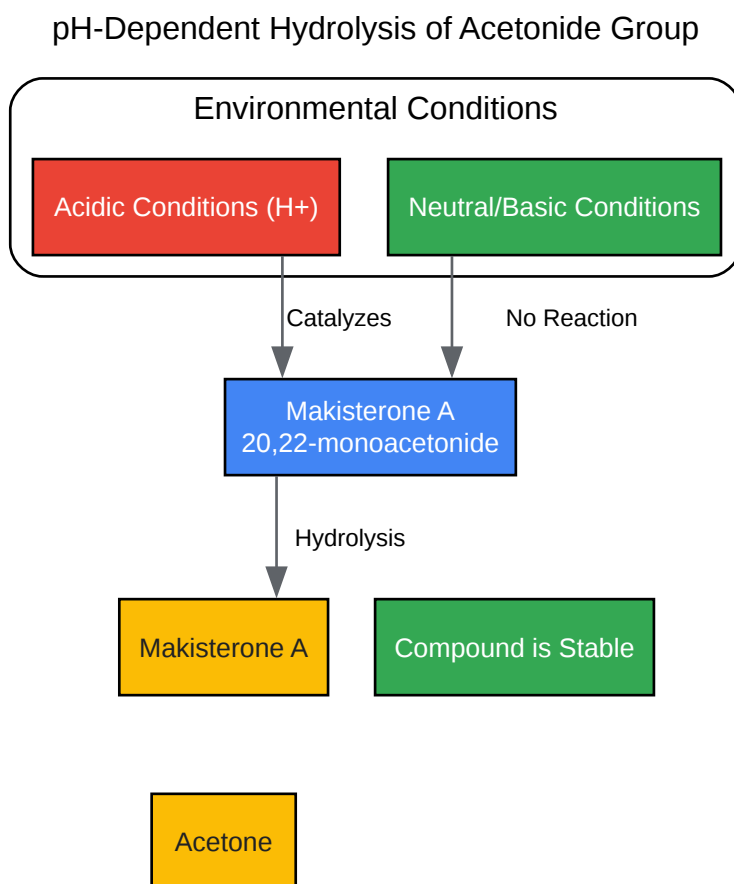 pH-Dependent Hydrolysis of Acetonide Group
Environmental Conditions
Acidic Conditions (H+)
Neutral/Basic Conditions
Catalyzes
No Reaction
Makisterone A
20,22-monoacetonide
Hydrolysis
Makisterone A
Compound is Stable
Acetone